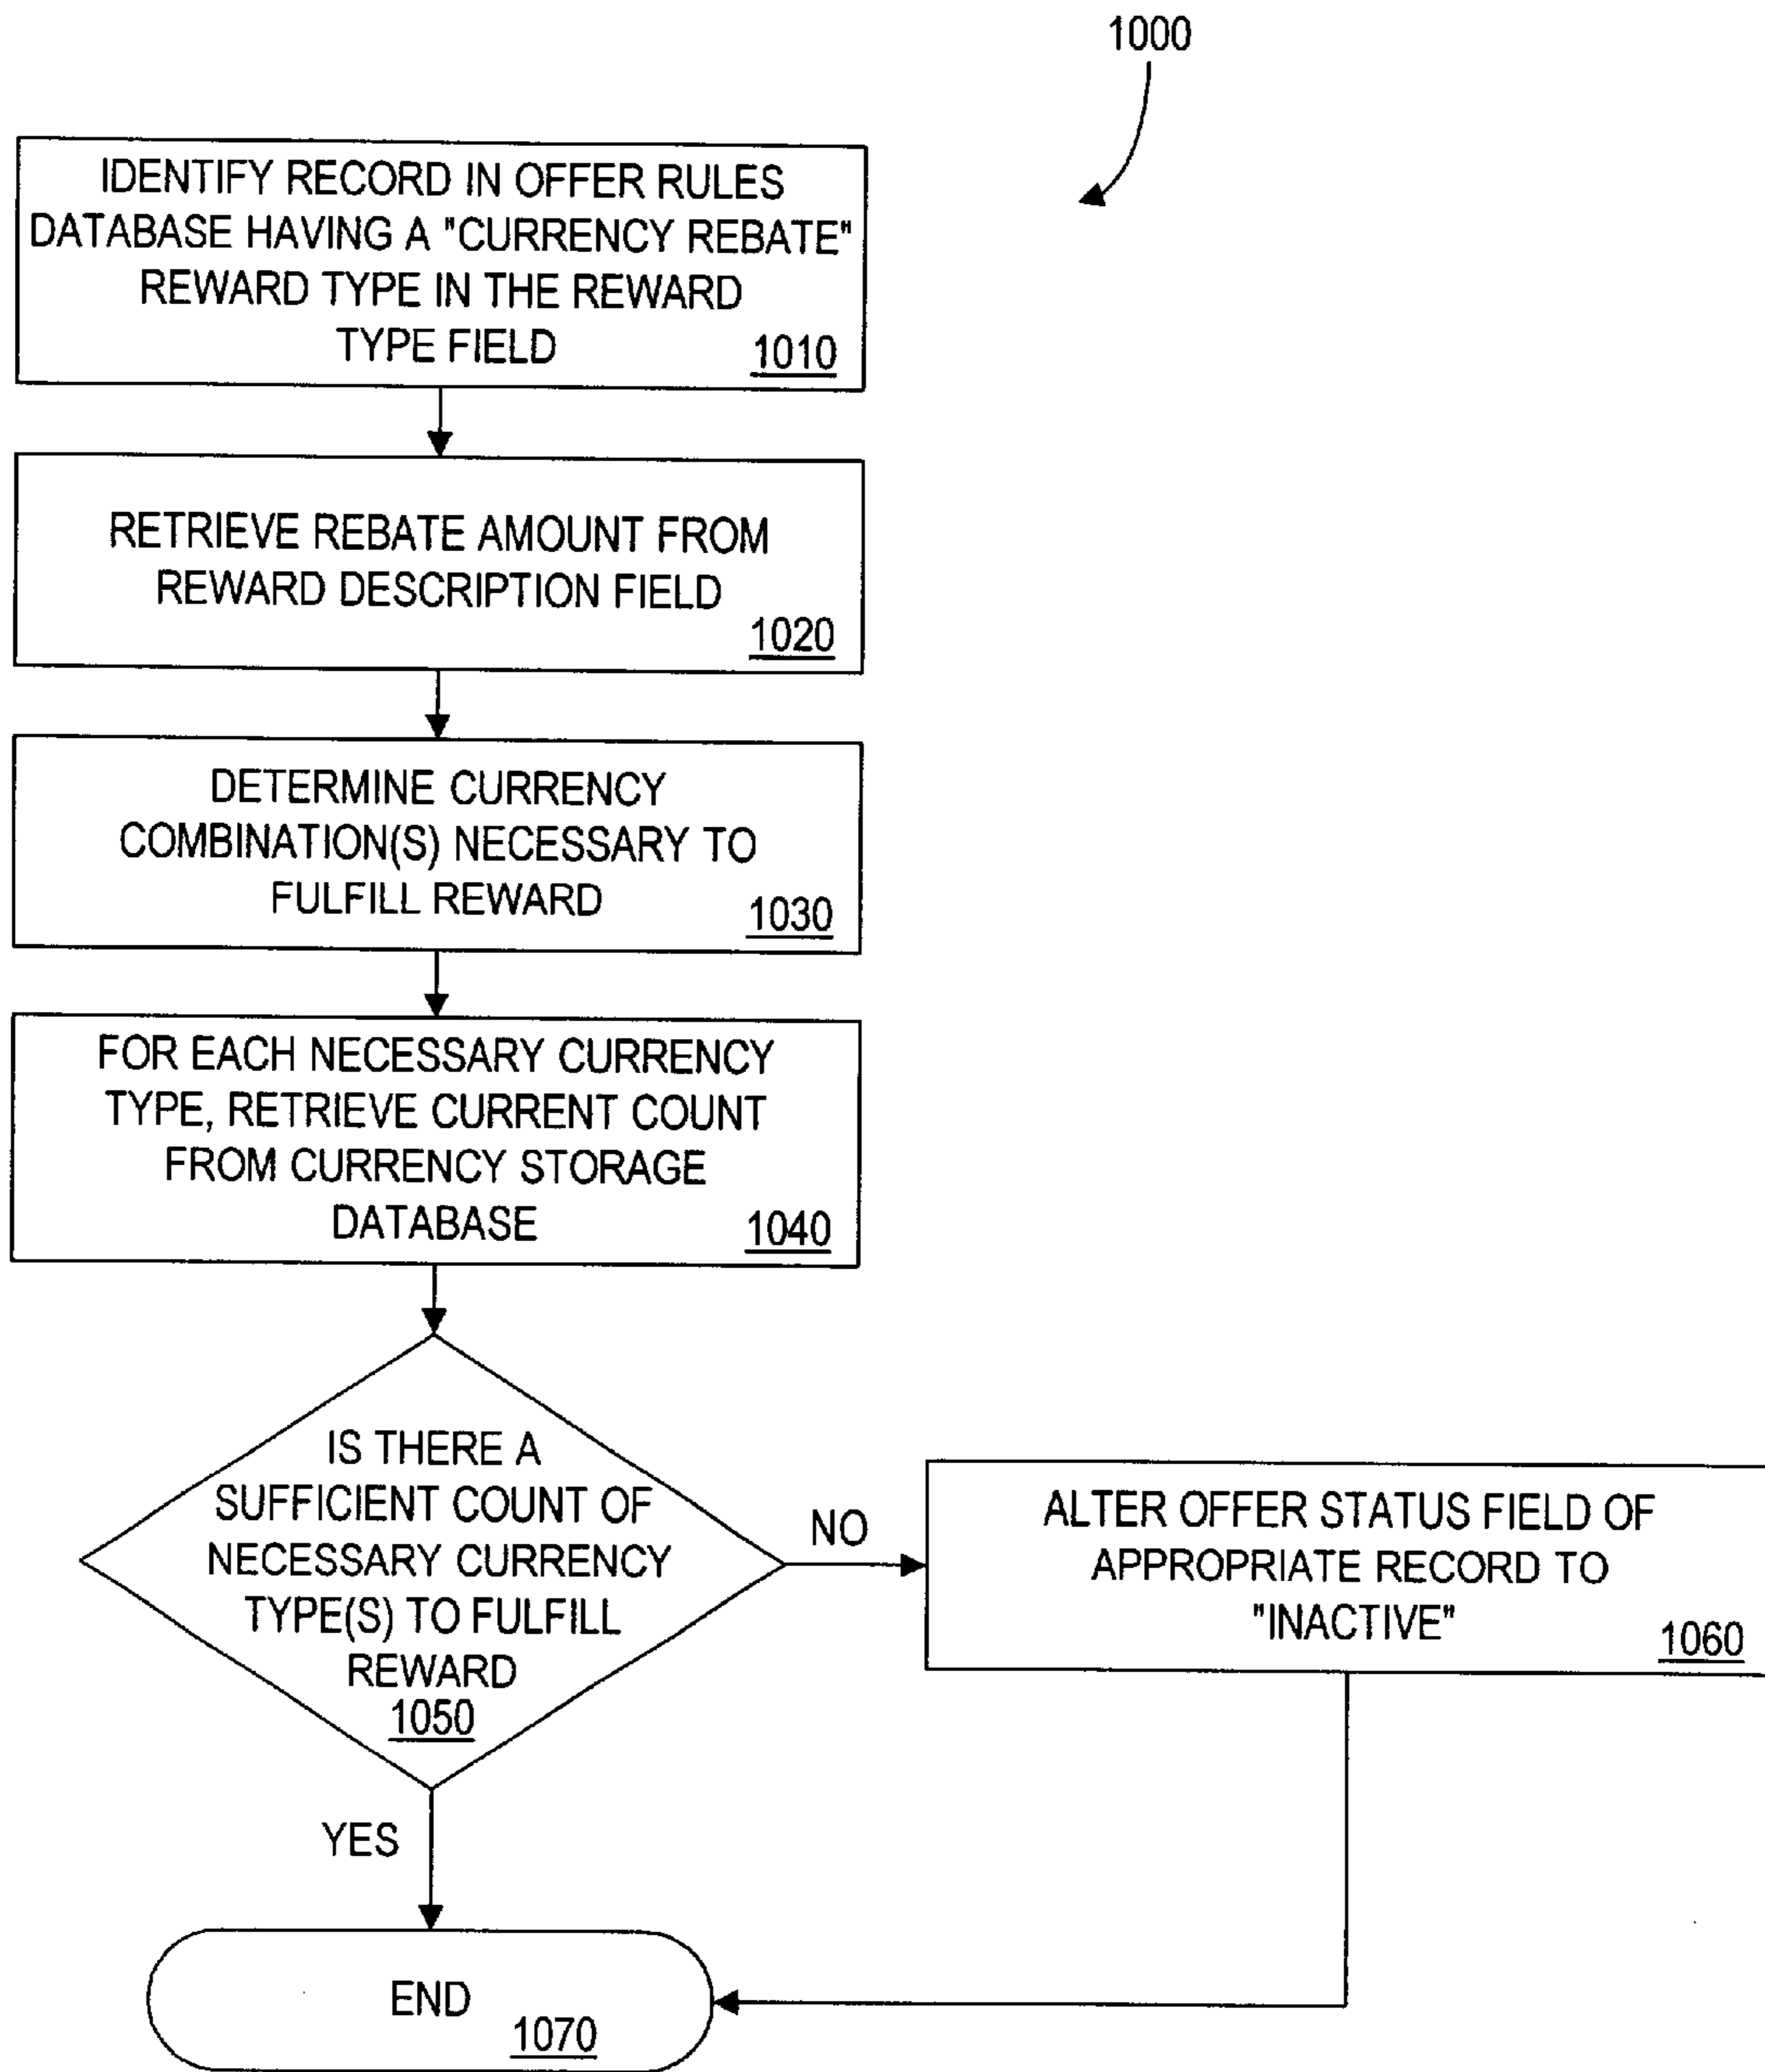 1000
IDENTIFY RECORD IN OFFER RULES
DATABASE HAVING A "CURRENCY REBATE"
REWARD TYPE IN THE REWARD
TYPE FIELD
1010
RETRIEVE REBATE AMOUNT FROM
REWARD DESCRIPTION FIELD
1020
DETERMINE CURRENCY
COMBINATION(S) NECESSARY TO
FULFILL REWARD
1030
FOR EACH NECESSARY CURRENCY
TYPE, RETRIEVE CURRENT COUNT
FROM CURRENCY STORAGE
DATABASE
1040
IS THERE A
SUFFICIENT COUNT OF
NECESSARY CURRENCY
TYPE(S) TO FULFILL
REWARD
1050
NO
ALTER OFFER STATUS FIELD OF
APPROPRIATE RECORD TO
"INACTIVE"
1060
YES
END
1070